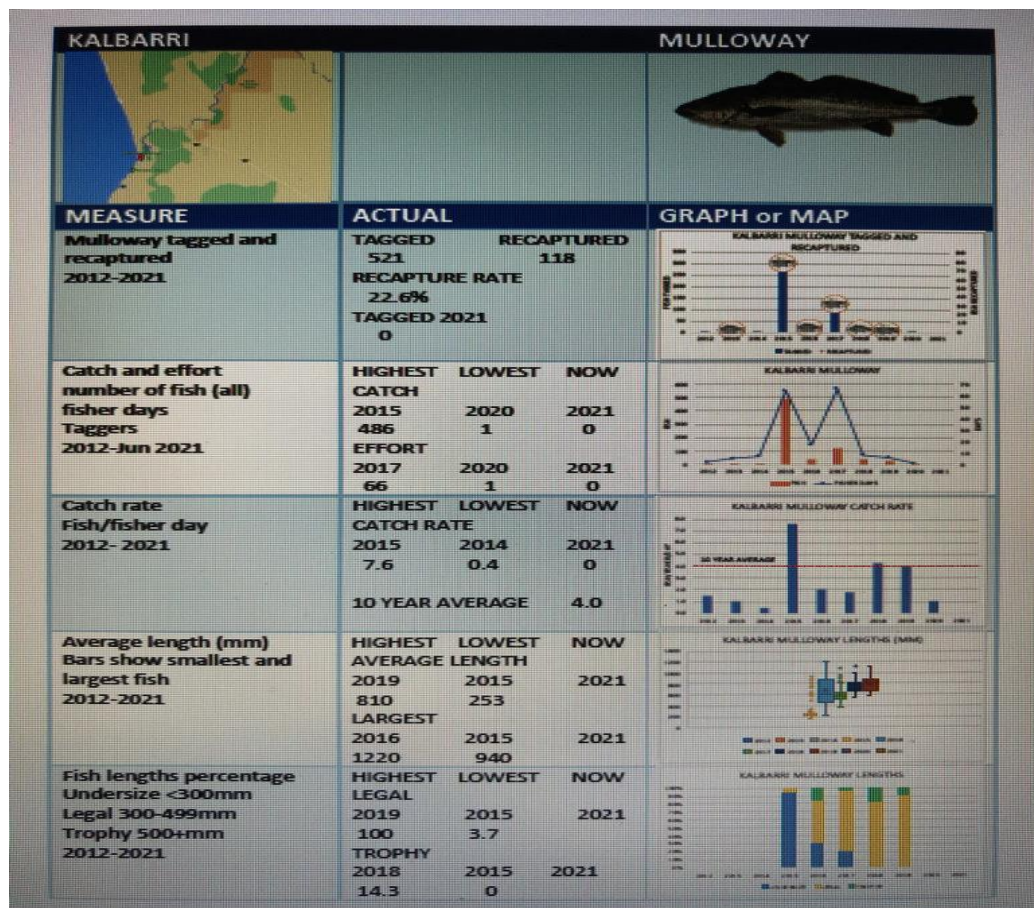 KALBARRI MULLOWAY
MEASURE ACTUAL GRAPH or MAP
Mulloway tagged and
recaptured
2012-2021
TAGGED RECAPTURED
521 118
RECAPTURE RATE
22.6%
TAGGED 2021
0
KALBARRI MULLOWAY TAGGED AND
RECAPTURED
Catch and effort
number of fish (all)
fisher days
Taggers
2012-Jun 2021
HIGHEST LOWEST NOW
CATCH
2015 2020 2021
486 1 0
EFFORT
2017 2020 2021
66 1 0
KALBARRI MULLOWAY
Catch rate
Fish/fisher day
2012- 2021
HIGHEST LOWEST NOW
CATCH RATE
2015 2014 2021
7.6 0.4 0
10 YEAR AVERAGE 4.0
KALBARRI MULLOWAY CATCH RATE
10 YEAR AVERAGE
Average length (mm)
Bars show smallest and
largest fish
2012-2021
HIGHEST LOWEST NOW
AVERAGE LENGTH
2019 2015 2021
810 253
LARGEST
2016 2015 2021
1220 940
KALBARRI MULLOWAY LENGTHS (MM)
Fish lengths percentage
Undersize <300mm
Legal 300-499mm
Trophy 500+mm
2012-2021
HIGHEST LOWEST NOW
LEGAL
2019 2015 2021
100 3.7
TROPHY
2018 2015 2021
14.3 0
KALBARRI MULLOWAY LENGTHS